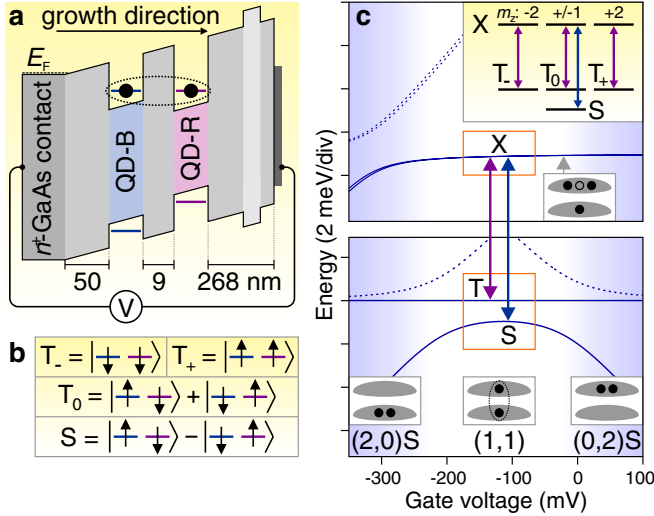 a
growth direction
E_F
n⁺-GaAs contact
QD-B
QD-R
50
9
268 nm
V
b
T₋ = |↓ ↓⟩
T₊ = |↑ ↑⟩
T₀ = |↑ ↓⟩ + |↓ ↑⟩
S = |↑ ↓⟩ − |↓ ↑⟩
c
m_z: -2 +/-1 +2
X
T₋ T₀ T₊
S
X
T
S
Energy (2 meV/div)
(2,0)S (1,1) (0,2)S
-300 -200 -100 0 100
Gate voltage (mV)